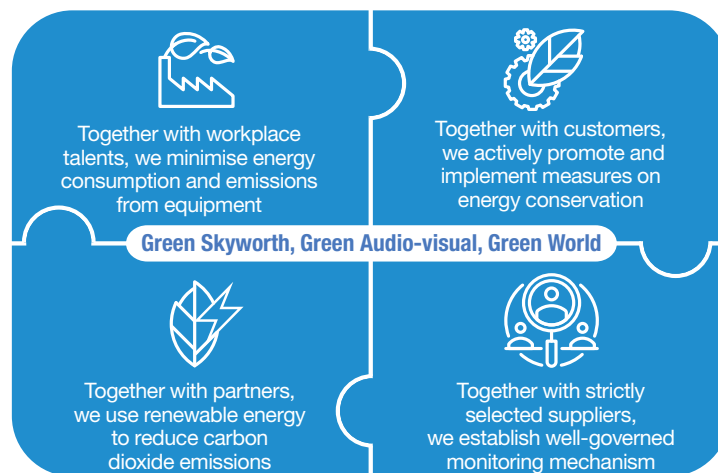 Together with workplace
talents, we minimise energy
consumption and emissions
from equipment
Together with customers,
we actively promote and
implement measures on
energy conservation
Green Skyworth, Green Audio-visual, Green World
Together with partners,
we use renewable energy
to reduce carbon
dioxide emissions
Together with strictly
selected suppliers,
we establish well-governed
monitoring mechanism